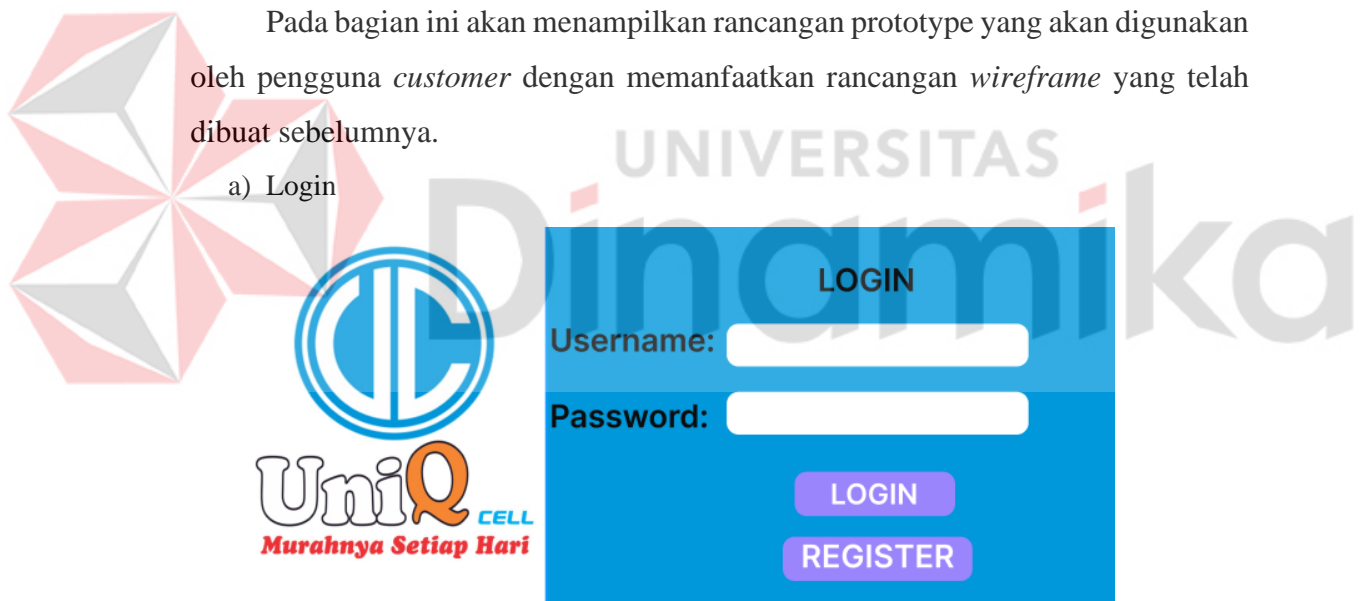 Pada bagian ini akan menampilkan rancangan prototype yang akan digunakan
oleh pengguna customer dengan memanfaatkan rancangan wireframe yang telah
dibuat sebelumnya.
UNIVERSITAS
Dinamika
a) Login
UniQ
CELL
Murahnya Setiap Hari
LOGIN
Username:
Password:
LOGIN
REGISTER